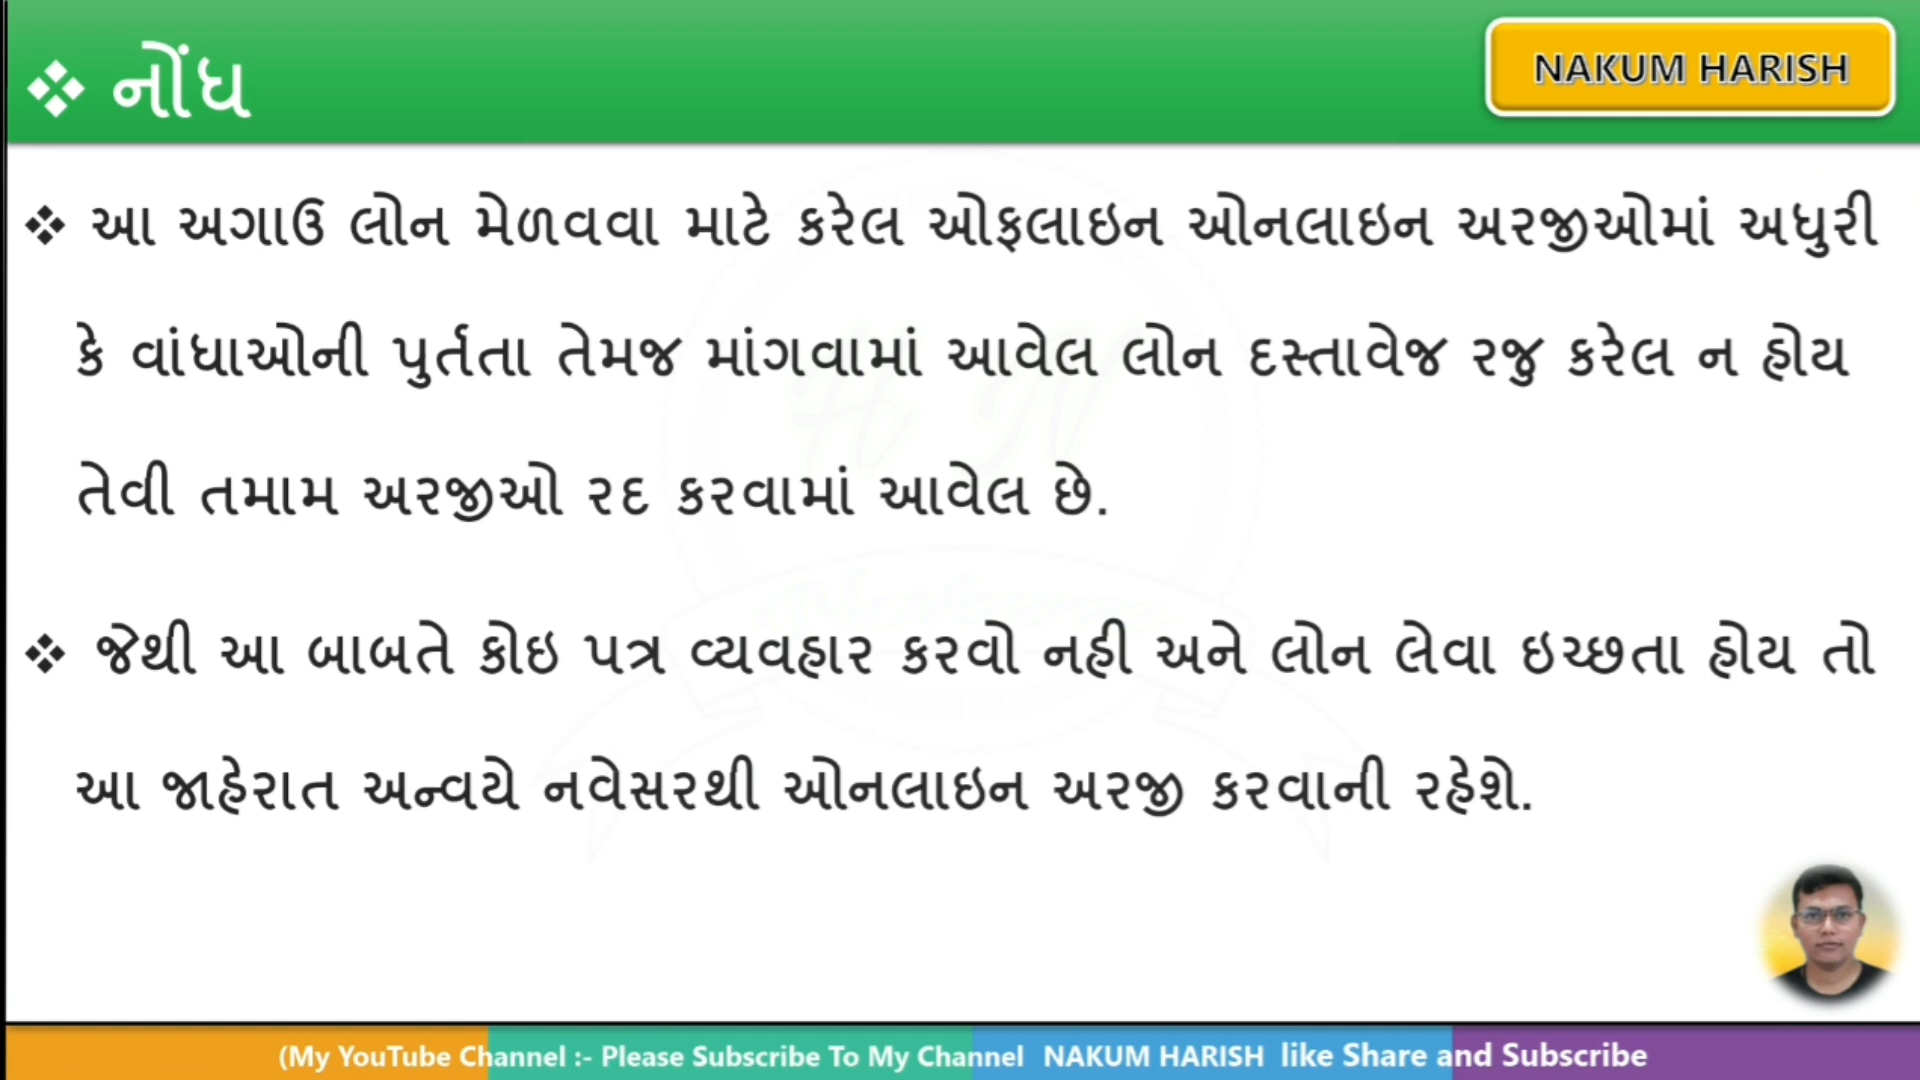 નોંધ
NAKUM HARISH
આ અગાઉ લોન મેળવવા માટે કરેલ ઓફલાઇન ઓનલાઇન અરજીઓમાં અધુરી
કે વાંધાઓની પુર્તતા તેમજ માંગવામાં આવેલ લોન દસ્તાવેજ રજુ કરેલ ન હોય
તેવી તમામ અરજીઓ રદ કરવામાં આવેલ છે.
જેથી આ બાબતે કોઇ પત્ર વ્યવહાર કરવો નહી અને લોન લેવા ઇચ્છતા હોય તો
આ જાહેરાત અન્વયે નવેસરથી ઓનલાઇન અરજી કરવાની રહેશે.
(My YouTube Channel :- Please Subscribe To My Channel NAKUM HARISH like Share and Subscribe